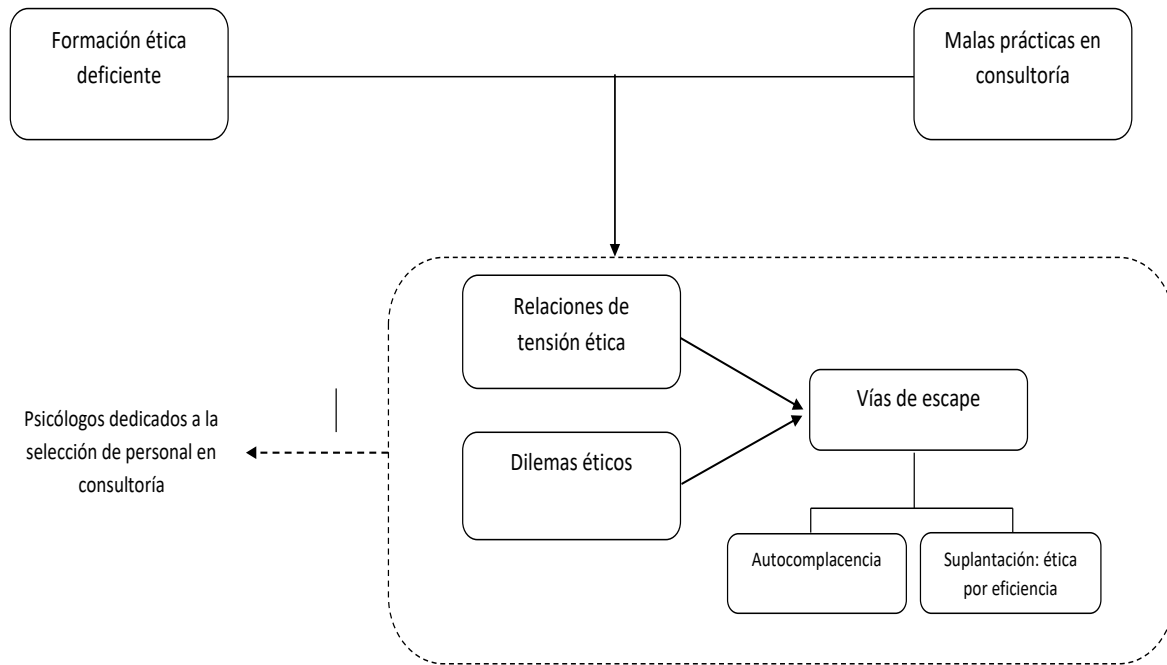 Formación ética
deficiente
Malas prácticas en
consultoría
Relaciones de
tensión ética
Vías de escape
Psicólogos dedicados a la
selección de personal en
consultoría
Dilemas éticos
Autocomplacencia
Suplantación: ética
por eficiencia